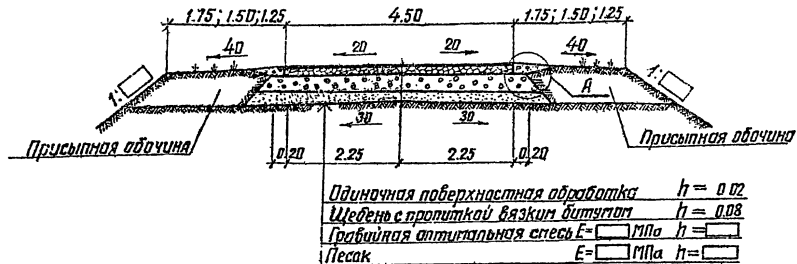 1.75; 1.50; 1.25 4.50 1.75; 1.50; 1.25
40 20 20 40
1: 1:
А
30 30
Присыпная обочина Присыпная обочина
0.20 2.25 2.25 0.20
Одиночная поверхностная обработка h = 0.02
Щебень с пропиткой вязким битумом h = 0.08
Гравийная оптимальная смесь E= МПа h =
Песок E= МПа h =